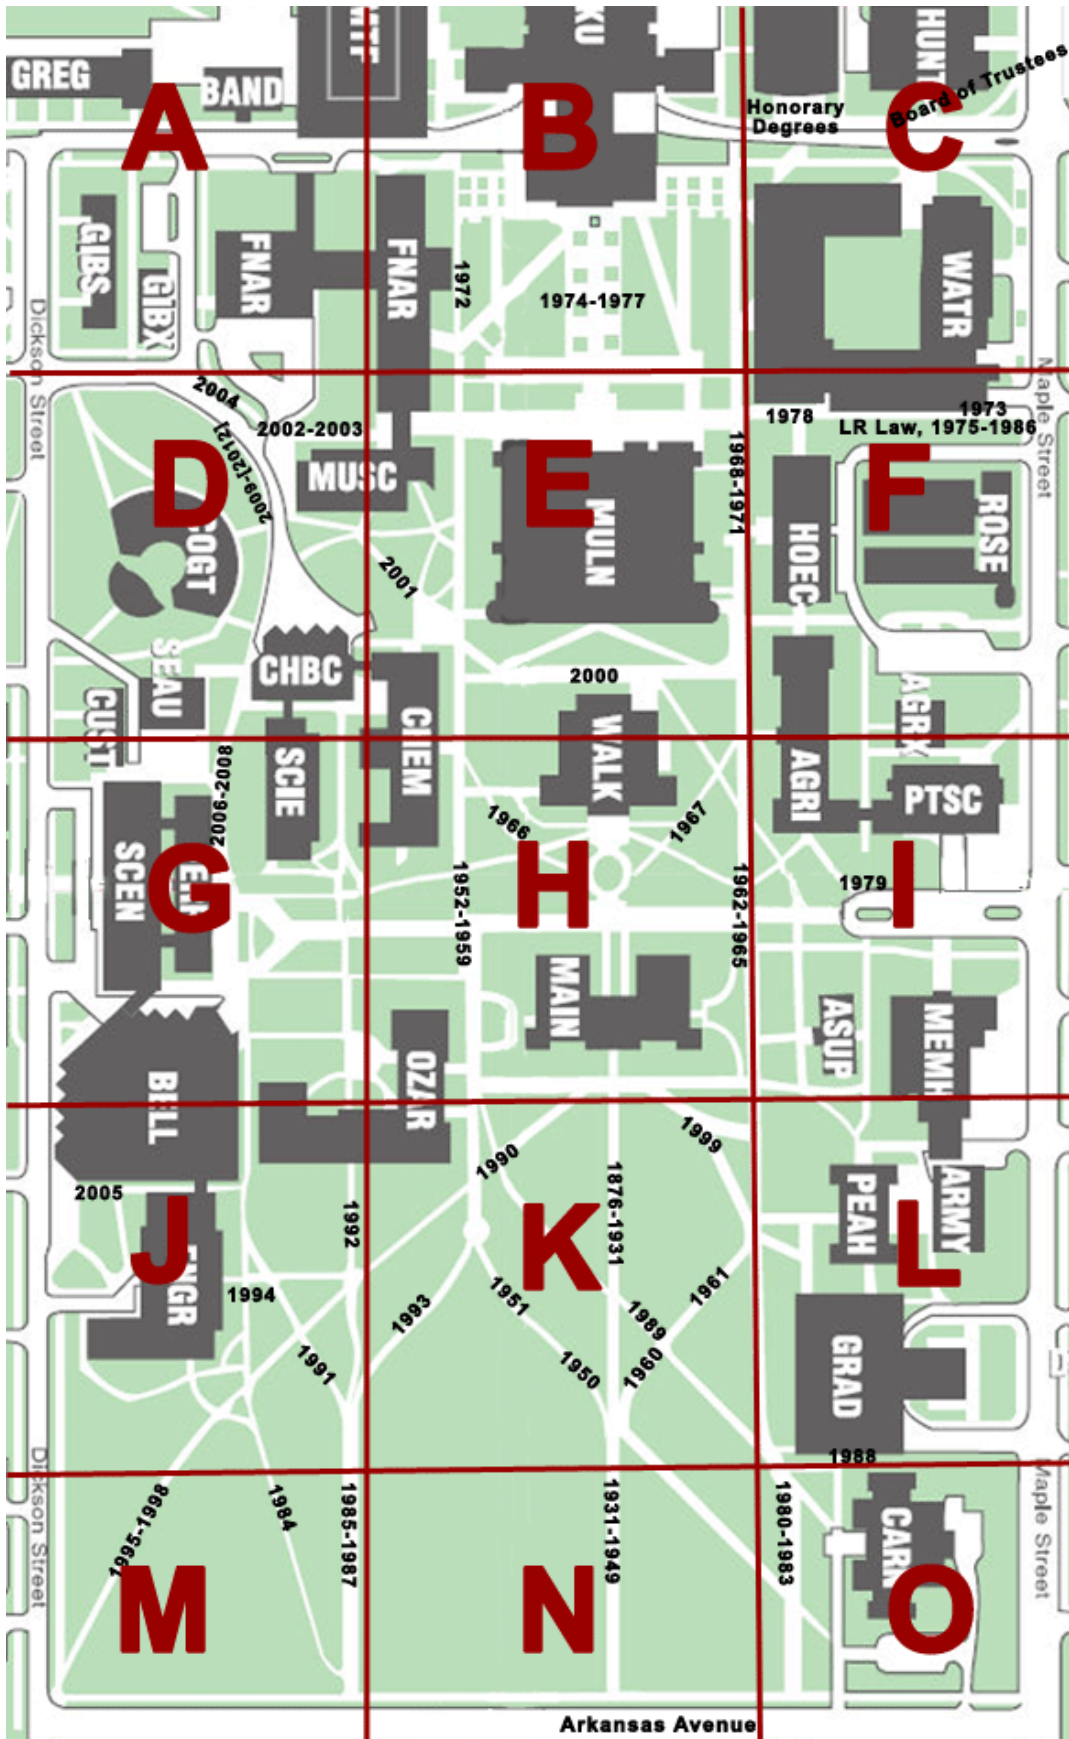 GREG
BAND
MTF
KU
HUNT
Board of Trustees
Honorary
Degrees
A
B
C
GIBS
GIBX
FNAR
FNAR
1972
1974-1977
WATR
Dickson Street
Maple Street
2004
2002-2003
2009-[2012]
1978
1973
LR Law, 1975-1986
1968-1971
D
E
F
MUSC
MULN
HOEC
ROSE
COGT
2001
SEAU
CHBC
2000
CUST
CHEM
WALK
AGRX
AGRI
PTSC
SCIE
2006-2008
1966
1967
SCEN
G
H
I
1979
1952-1959
1962-1965
MAIN
ASUP
MEMH
BELL
OZAR
1999
1990
1876-1931
2005
PEAH
ARMY
J
K
L
1992
ENGR
1994
1993
1951
1989
1961
1991
1950
1960
GRAD
1988
Dickson Street
Maple Street
1995-1998
1984
1985-1987
1931-1949
1980-1983
CARN
M
N
O
Arkansas Avenue